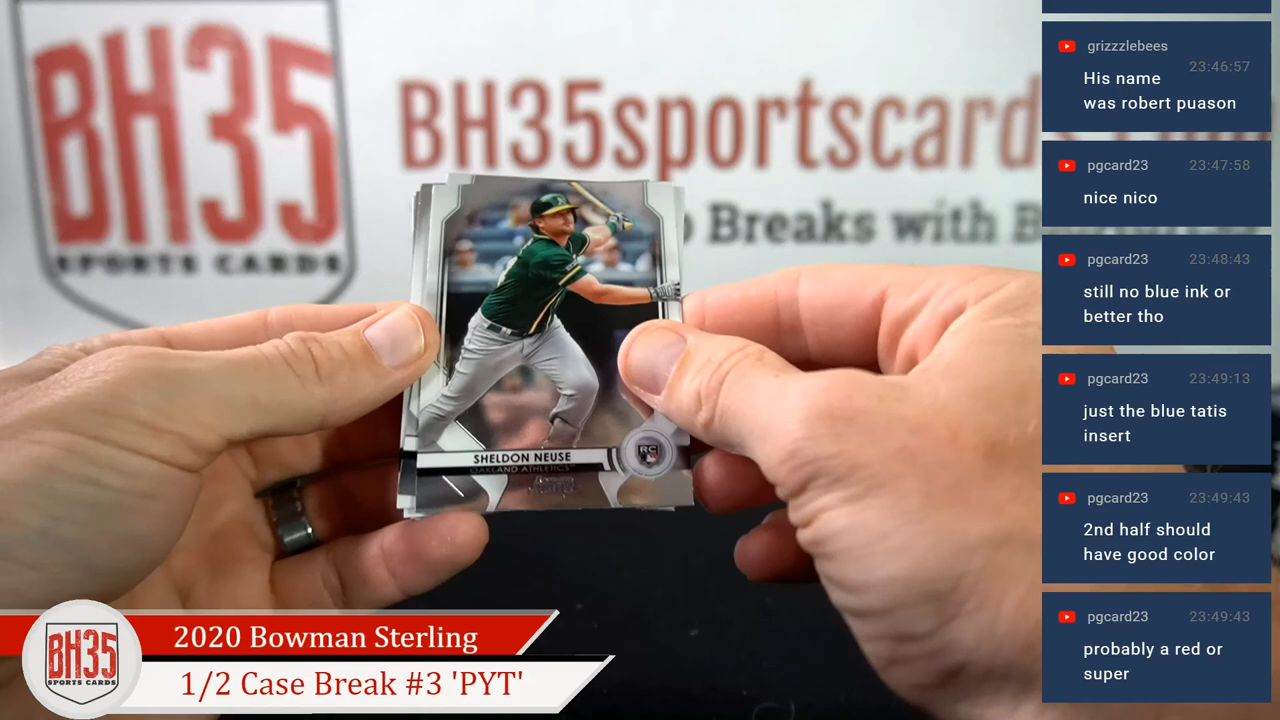 BH35
SPORTS CARDS
BH35sportscard
Breaks with B
SHELDON NEUSE
OAKLAND ATHLETICS
RC
2020 Bowman Sterling
1/2 Case Break #3 'PYT'
BH35
SPORTS CARDS
grizzzlebees
23:46:57
His name
was robert puason
pgcard23 23:47:58
nice nico
pgcard23 23:48:43
still no blue ink or
better tho
pgcard23 23:49:13
just the blue tatis
insert
pgcard23 23:49:43
2nd half should
have good color
pgcard23 23:49:43
probably a red or
super